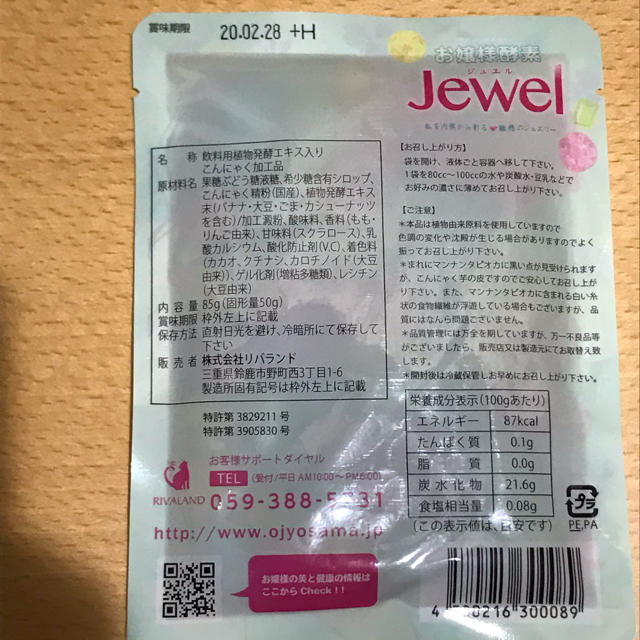 賞味期限 20.02.28 +H
お嬢様酵素
ジュエル
Jewel
名 称 飲料用植物発酵エキス入り
こんにゃく加工品
原材料名 果糖ぶどう糖液糖、希少糖含有シロップ、
こんにゃく精粉(国産)、植物発酵エキス
末(バナナ・大豆・ごま・カシューナッツ
を含む)/加工澱粉、酸味料、香料(もも・
りんご由来)、甘味料(スクラロース)、乳
酸カルシウム、酸化防止剤(V.C)、着色料
(カカオ、クチナシ、カロチノイド(大豆
由来))、ゲル化剤(増粘多糖類)、レシチン
(大豆由来)
内 容 量 85g(固形量50g)
賞味期限 枠外左上に記載
保存方法 直射日光を避け、冷暗所にて保存して
下さい
販 売 者 株式会社リバランド
三重県鈴鹿市野町西3丁目1-6
製造所固有記号は枠外左上に記載
特許第 3829211 号
特許第 3905830 号
お客様サポートダイヤル
TEL (受付/平日 AM10:00〜PM6:00)
RIVALAND
http://www.ojyosama.com/
お嬢様の美と健康の情報は
ここから Check!!
【お召し上がり方】
袋を開け、液体ごと容器へ移して下さい。
1袋を80cc〜100ccの水や炭酸水・豆乳などで
お好みの濃さに薄めてお召し上がり下さい。
【ご注意】
*本品は植物由来原料を使用していますので
色調の変化や沈殿が生じる場合がありますのでよく
振ってお召し上がり下さい。
*まれにマンナンタピオカに黒い点が見受けられます
が、こんにゃく芋の皮ですのでご安心してお召し上が
り下さい。また、マンナンタピオカに含まれる白い糸
状の食物繊維が浮遊している場合もございますが、品
質にはなんら問題ございません。
*品質管理には万全を期していますが、万一不良品等
がございましたら、販売店又は製造元にてお取替え致
します。
*開封後は冷蔵保管しお早めにお召し上がり下さい。
栄養成分表示(100gあたり)
エネルギー 87kcal
たんぱく質 0.1g
脂 質 0.0g
炭水化物 21.6g
食塩相当量 0.08g
(この表示値は、目安です)
プラ
PE,PA